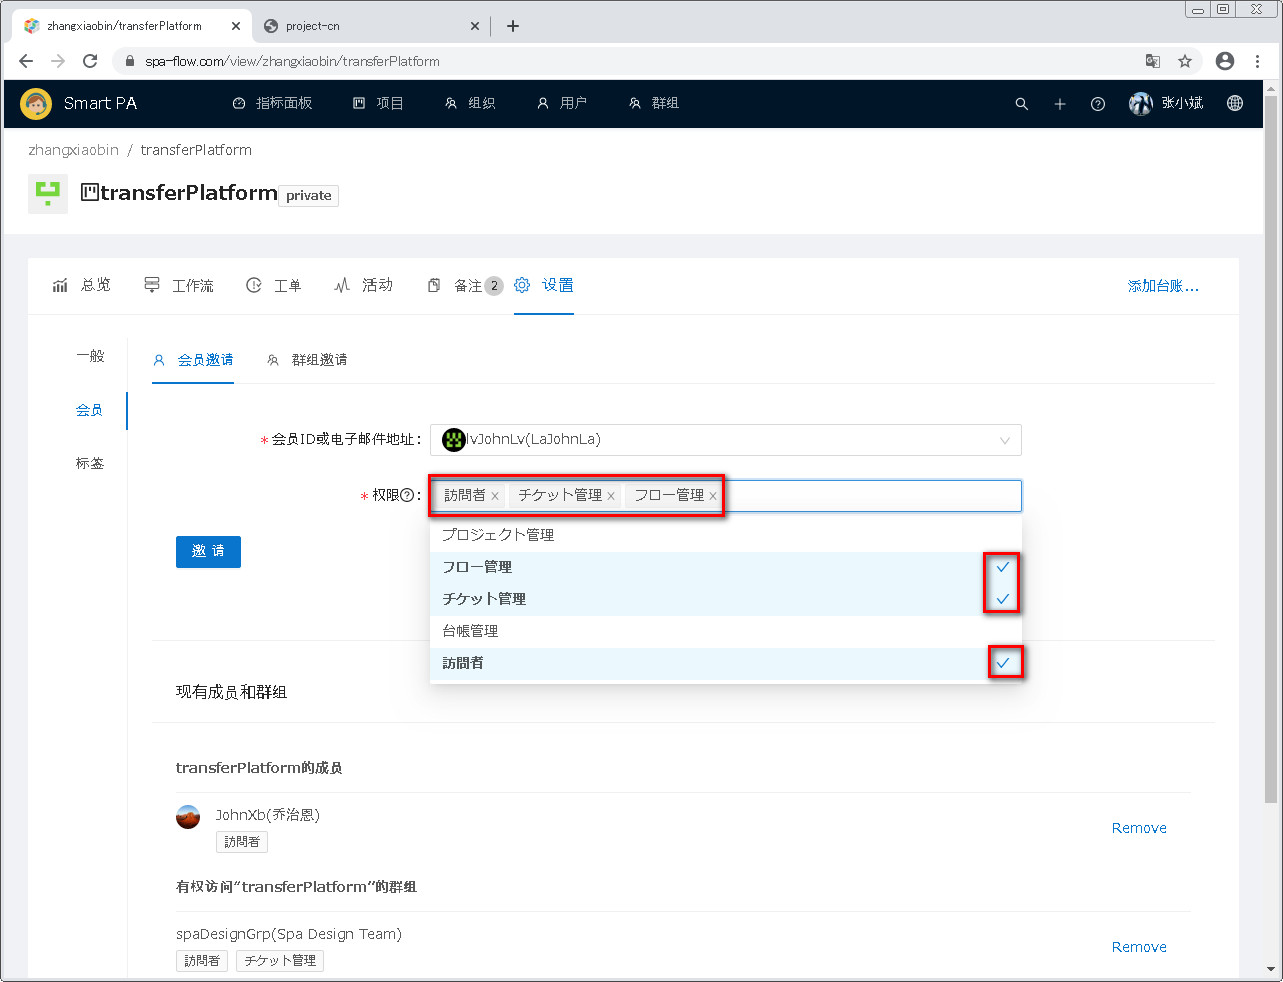 zhangxiaobin/transferPlatform
project-cn
spa-flow.com/view/zhangxiaobin/transferPlatform
Smart PA 指标面板 项目 组织 用户 群组 张小斌
zhangxiaobin / transferPlatform
transferPlatform private
总览 工作流 工单 活动 备注 2 设置 添加台账...
一般
会员
标签
会员邀请 群组邀请
* 会员ID或电子邮件地址： lvJohnLv(LaJohnLa)
* 权限： 訪問者 × チケット管理 × フロー管理 ×
邀 请
プロジェクト管理
フロー管理
チケット管理
台帳管理
訪問者
现有成员和群组
transferPlatform的成员
JohnXb(乔治恩)
訪問者
Remove
有权访问“transferPlatform”的群组
spaDesignGrp(Spa Design Team)
訪問者 チケット管理
Remove